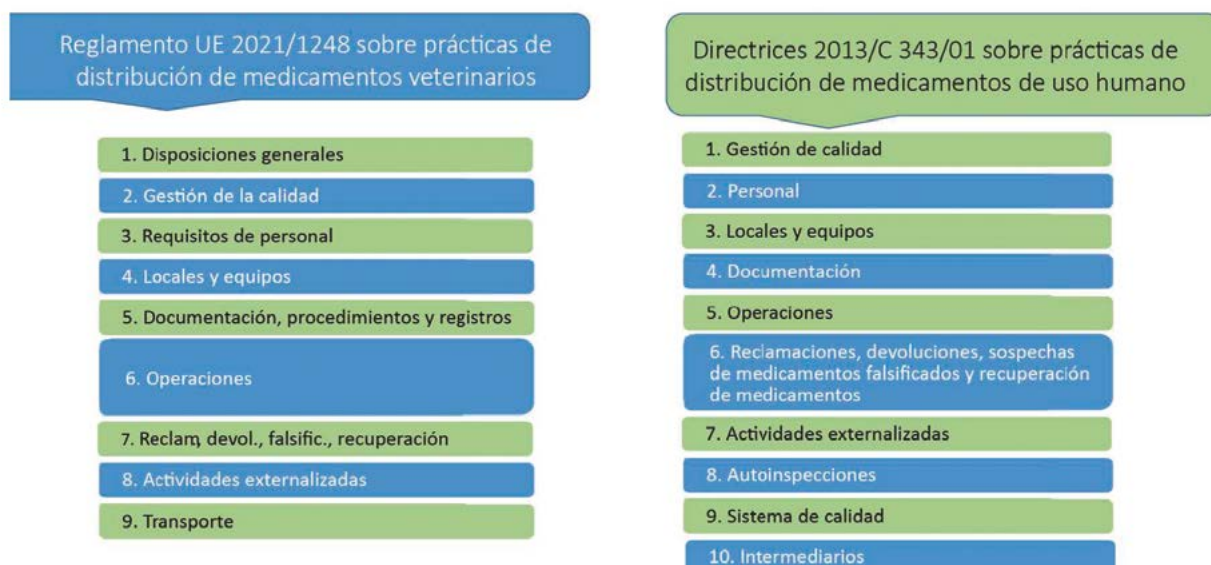 Reglamento UE 2021/1248 sobre prácticas de
distribución de medicamentos veterinarios
1. Disposiciones generales
2. Gestión de la calidad
3. Requisitos de personal
4. Locales y equipos
5. Documentación, procedimientos y registros
6. Operaciones
7. Reclam, devol., falsific., recuperación
8. Actividades externalizadas
9. Transporte
Directrices 2013/C 343/01 sobre prácticas de
distribución de medicamentos de uso humano
1. Gestión de calidad
2. Personal
3. Locales y equipos
4. Documentación
5. Operaciones
6. Reclamaciones, devoluciones, sospechas
de medicamentos falsificados y recuperación
de medicamentos
7. Actividades externalizadas
8. Autoinspecciones
9. Sistema de calidad
10. Intermediarios